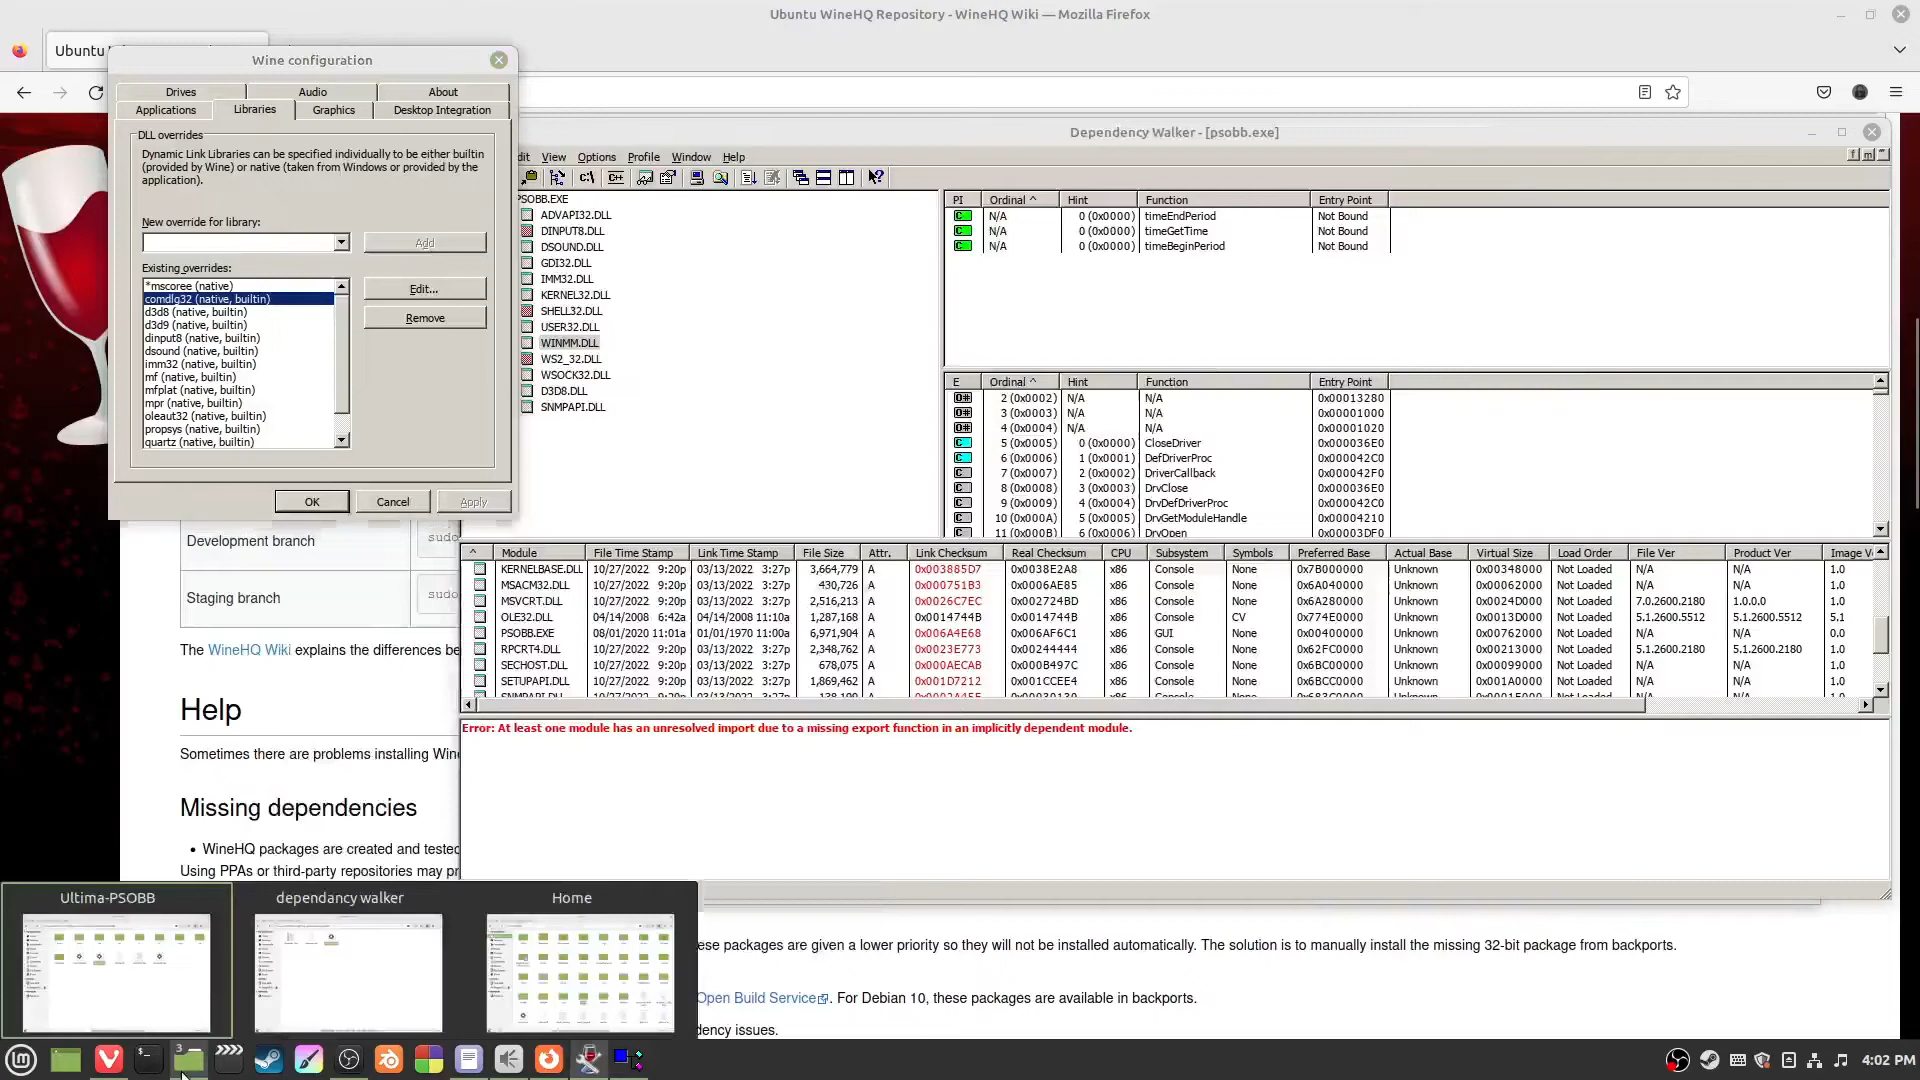 Ubuntu WineHQ Repository - WineHQ Wiki — Mozilla Firefox
Ubuntu
Wine configuration
Drives Audio About
Applications Libraries Graphics Desktop Integration
DLL overrides
Dynamic Link Libraries can be specified individually to be either builtin
(provided by Wine) or native (taken from Windows or provided by the
application).
New override for library:
Add
Existing overrides:
*mscoree (native)
comdlg32 (native, builtin)
d3d8 (native, builtin)
d3d9 (native, builtin)
dinput8 (native, builtin)
dsound (native, builtin)
imm32 (native, builtin)
mf (native, builtin)
mfplat (native, builtin)
mpr (native, builtin)
oleaut32 (native, builtin)
propsys (native, builtin)
quartz (native, builtin)
Edit...
Remove
OK Cancel Apply
Dependency Walker - [psobb.exe]
dit View Options Profile Window Help
PSOBB.EXE
ADVAPI32.DLL
DINPUT8.DLL
DSOUND.DLL
GDI32.DLL
IMM32.DLL
KERNEL32.DLL
SHELL32.DLL
USER32.DLL
WINMM.DLL
WS2_32.DLL
WSOCK32.DLL
D3D8.DLL
SNMPAPI.DLL
PI Ordinal ^ Hint Function Entry Point
C N/A 0 (0x0000) timeEndPeriod Not Bound
C N/A 0 (0x0000) timeGetTime Not Bound
C N/A 0 (0x0000) timeBeginPeriod Not Bound
E Ordinal ^ Hint Function Entry Point
O# 2 (0x0002) N/A N/A 0x00013280
O# 3 (0x0003) N/A N/A 0x00001000
O# 4 (0x0004) N/A N/A 0x00001020
C 5 (0x0005) 0 (0x0000) CloseDriver 0x000036E0
C 6 (0x0006) 1 (0x0001) DefDriverProc 0x000042C0
C 7 (0x0007) 2 (0x0002) DriverCallback 0x000042F0
C 8 (0x0008) 3 (0x0003) DrvClose 0x000036E0
C 9 (0x0009) 4 (0x0004) DrvDefDriverProc 0x000042C0
C 10 (0x000A) 5 (0x0005) DrvGetModuleHandle 0x00004210
C 11 (0x000B) 6 (0x0006) DrvOpen 0x00003DF0
^ Module File Time Stamp Link Time Stamp File Size Attr. Link Checksum Real Checksum CPU Subsystem Symbols Preferred Base Actual Base Virtual Size Load Order File Ver Product Ver Image V
KERNELBASE.DLL 10/27/2022 9:20p 03/13/2022 3:27p 3,664,779 A 0x003885D7 0x0038E2A8 x86 Console None 0x7B000000 Unknown 0x00348000 Not Loaded N/A N/A 1.0
MSACM32.DLL 10/27/2022 9:20p 03/13/2022 3:27p 430,726 A 0x000751B3 0x0006AE85 x86 Console None 0x6A040000 Unknown 0x00062000 Not Loaded N/A N/A 1.0
MSVCRT.DLL 10/27/2022 9:20p 03/13/2022 3:27p 2,516,213 A 0x0026C7EC 0x002724BD x86 Console None 0x6A280000 Unknown 0x0024D000 Not Loaded 7.0.2600.2180 1.0.0.0 1.0
OLE32.DLL 04/14/2008 6:42a 04/14/2008 11:10a 1,287,168 A 0x0014744B 0x0014744B x86 Console CV 0x774E0000 Unknown 0x0013D000 Not Loaded 5.1.2600.5512 5.1.2600.5512 5.1
PSOBB.EXE 08/01/2020 11:01a 01/01/1970 11:00a 6,971,904 A 0x006A4E68 0x006AF6C1 x86 GUI None 0x00400000 Unknown 0x00762000 Not Loaded N/A N/A 0.0
RPCRT4.DLL 10/27/2022 9:20p 03/13/2022 3:27p 2,348,762 A 0x0023E773 0x00244444 x86 Console None 0x62FC0000 Unknown 0x00213000 Not Loaded 5.1.2600.2180 5.1.2600.2180 1.0
SECHOST.DLL 10/27/2022 9:20p 03/13/2022 3:27p 678,075 A 0x000AECAB 0x000B497C x86 Console None 0x6BC00000 Unknown 0x00099000 Not Loaded N/A N/A 1.0
SETUPAPI.DLL 10/27/2022 9:20p 03/13/2022 3:27p 1,869,462 A 0x001D7212 0x001CCEE4 x86 Console None 0x6BCC0000 Unknown 0x001A0000 Not Loaded N/A N/A 1.0
Error: At least one module has an unresolved import due to a missing export function in an implicitly dependent module.
Development branch sudo
Staging branch sudo
The WineHQ Wiki explains the differences be
Help
Sometimes there are problems installing Win
Missing dependencies
• WineHQ packages are created and tested
Using PPAs or third-party repositories may pr
ese packages are given a lower priority so they will not be installed automatically. The solution is to manually install the missing 32-bit package from backports.
Open Build Service. For Debian 10, these packages are available in backports.
dency issues.
Ultima-PSOBB dependancy walker Home
3
4:02 PM